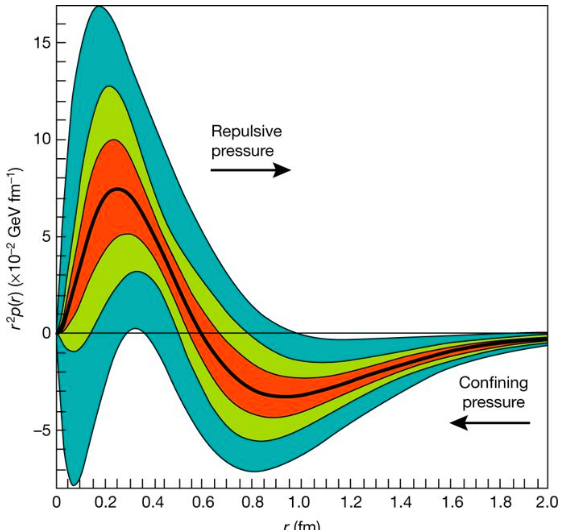 15
10
5
0
−5
r²p(r) (×10⁻² GeV fm⁻¹)
Repulsive
pressure
Confining
pressure
0 0.2 0.4 0.6 0.8 1.0 1.2 1.4 1.6 1.8 2.0
r (fm)